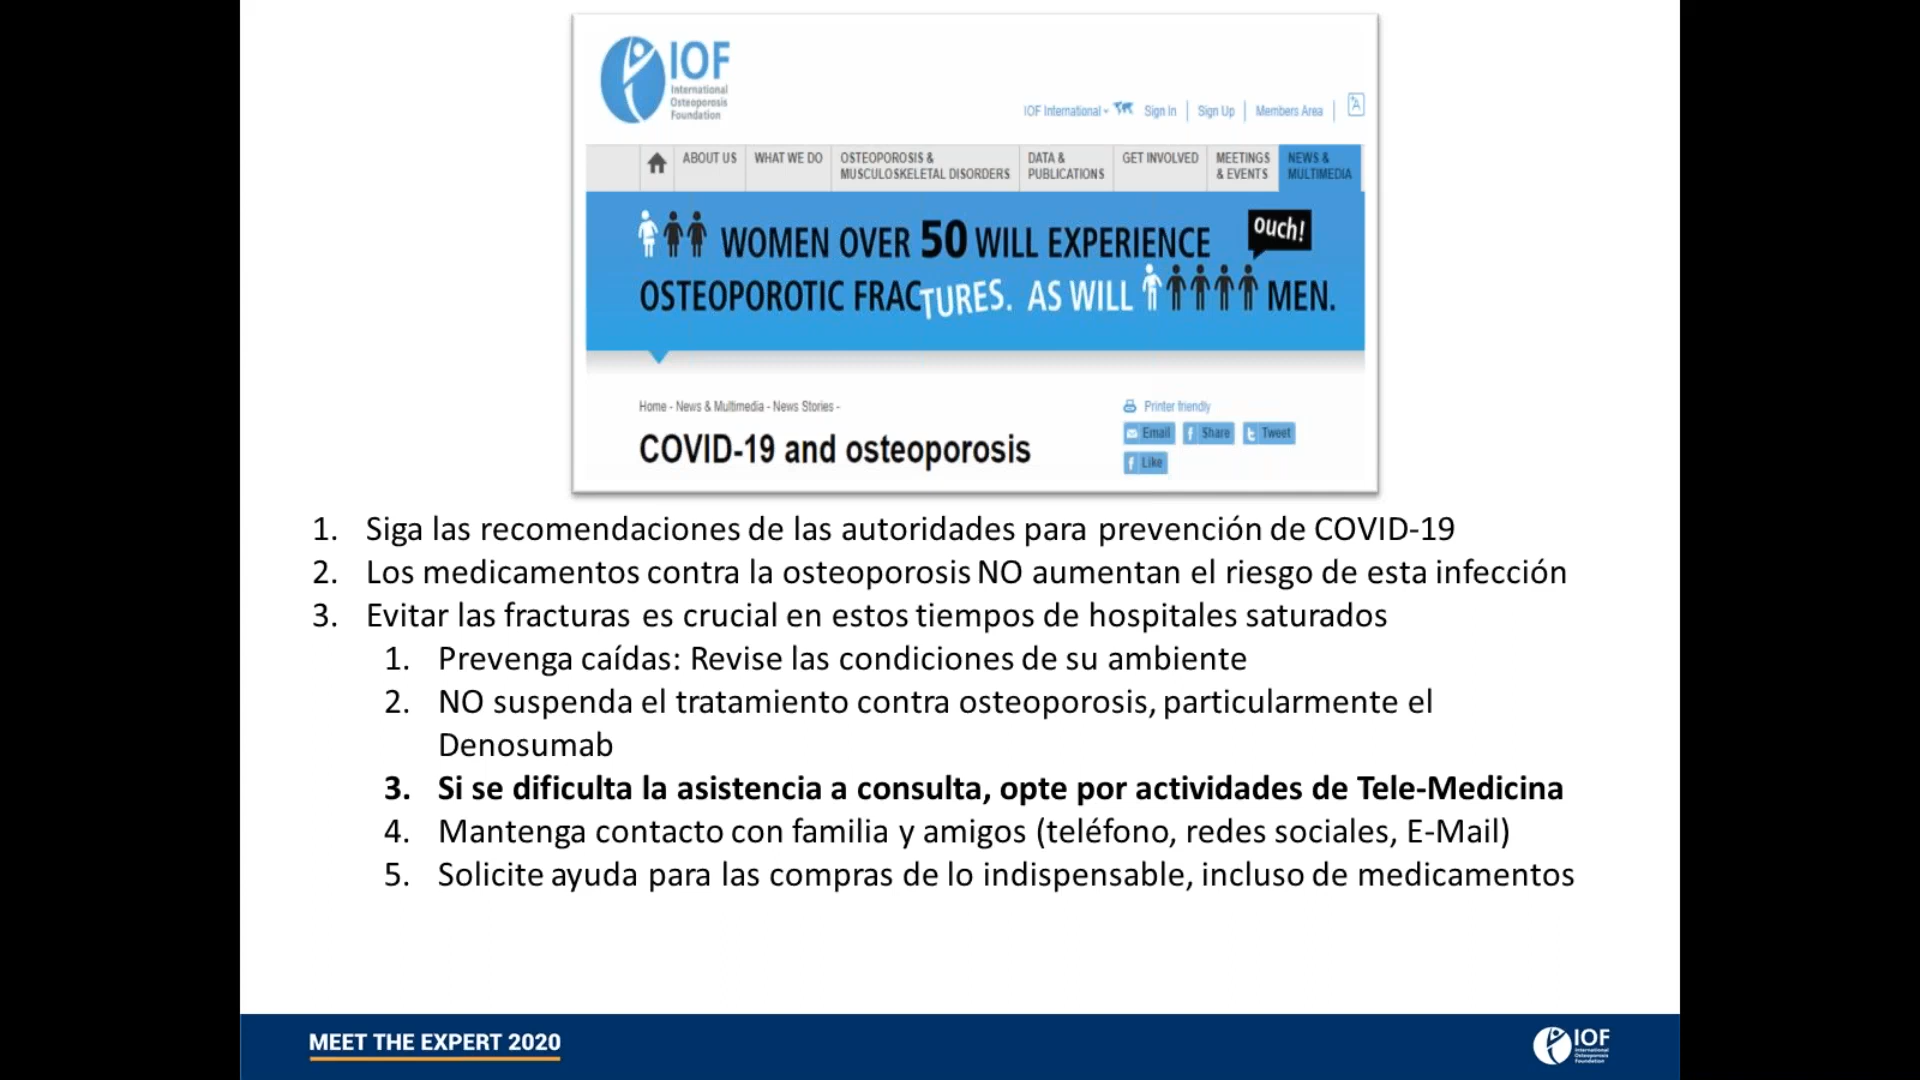 IOF
International
Osteoporosis
Foundation
IOF International
Sign In
Sign Up
Members Area
A
ABOUT US
WHAT WE DO
OSTEOPOROSIS &
MUSCULOSKELETAL DISORDERS
DATA &
PUBLICATIONS
GET INVOLVED
MEETINGS
& EVENTS
NEWS &
MULTIMEDIA
WOMEN OVER 50 WILL EXPERIENCE
ouch!
OSTEOPOROTIC FRACTURES. AS WILL MEN.
Home - News & Multimedia - News Stories -
Printer friendly
Email
Share
Tweet
Like
COVID-19 and osteoporosis
1. Siga las recomendaciones de las autoridades para prevención de COVID-19
2. Los medicamentos contra la osteoporosis NO aumentan el riesgo de esta infección
3. Evitar las fracturas es crucial en estos tiempos de hospitales saturados
1. Prevenga caídas: Revise las condiciones de su ambiente
2. NO suspenda el tratamiento contra osteoporosis, particularmente el
Denosumab
3. Si se dificulta la asistencia a consulta, opte por actividades de Tele-Medicina
4. Mantenga contacto con familia y amigos (teléfono, redes sociales, E-Mail)
5. Solicite ayuda para las compras de lo indispensable, incluso de medicamentos
MEET THE EXPERT 2020
IOF
International
Osteoporosis
Foundation